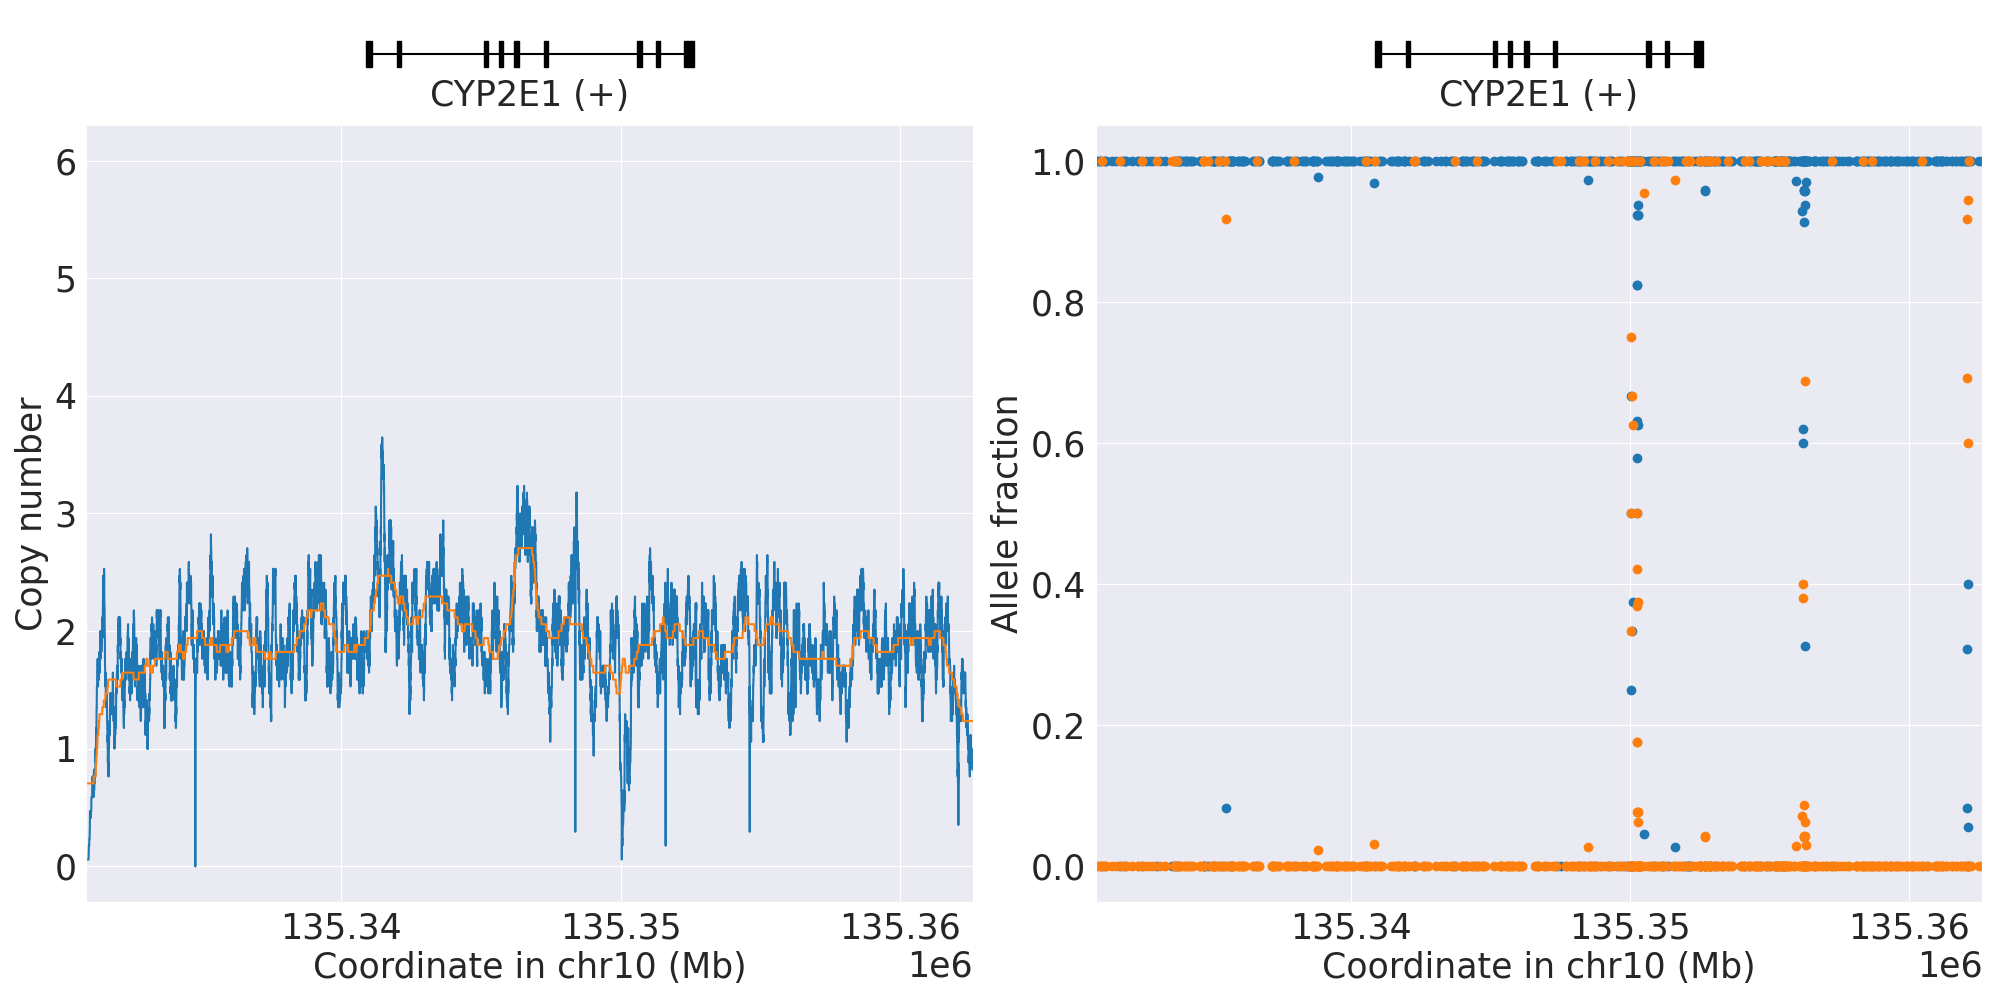 CYP2E1 (+)
CYP2E1 (+)
Copy number
6
5
4
3
2
1
0
135.34
135.35
135.36
Coordinate in chr10 (Mb)
1e6
Allele fraction
1.0
0.8
0.6
0.4
0.2
0.0
135.34
135.35
135.36
Coordinate in chr10 (Mb)
1e6